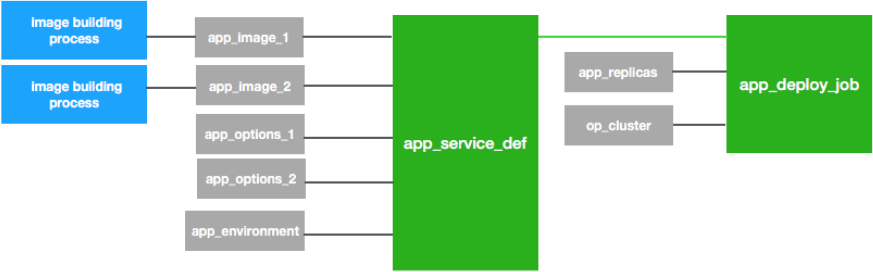 image building
process
app_image_1
image building
process
app_image_2
app_options_1
app_options_2
app_environment
app_service_def
app_replicas
op_cluster
app_deploy_job